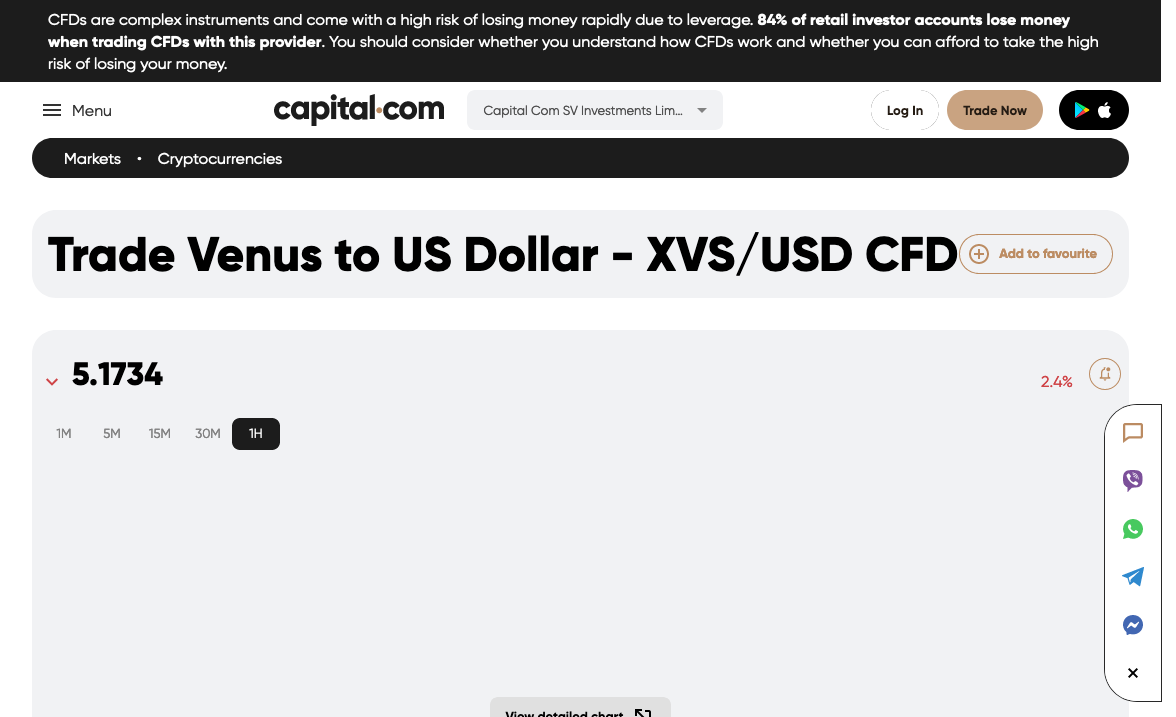 CFDs are complex instruments and come with a high risk of losing money rapidly due to leverage. 84% of retail investor accounts lose money
when trading CFDs with this provider. You should consider whether you understand how CFDs work and whether you can afford to take the high
risk of losing your money.
Menu
capital.com
Capital Com SV Investments Lim...
Log In
Trade Now
Markets • Cryptocurrencies
Trade Venus to US Dollar - XVS/USD CFD
Add to favourite
5.1734
2.4%
1M 5M 15M 30M 1H
View detailed chart